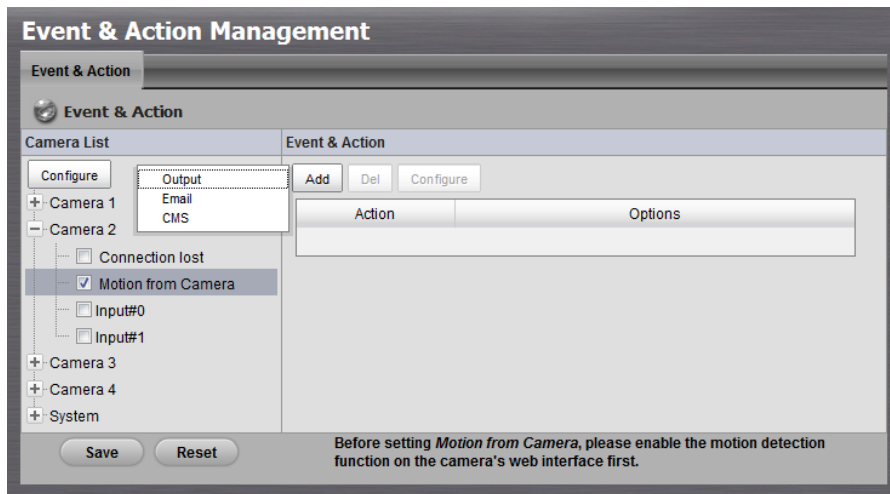 Event & Action Management
Event & Action
Event & Action
Camera List
Event & Action
Configure
Output
Email
CMS
Add
Del
Configure
Action
Options
Camera 1
Camera 2
Connection lost
Motion from Camera
Input#0
Input#1
Camera 3
Camera 4
System
Save
Reset
Before setting Motion from Camera, please enable the motion detection
function on the camera's web interface first.